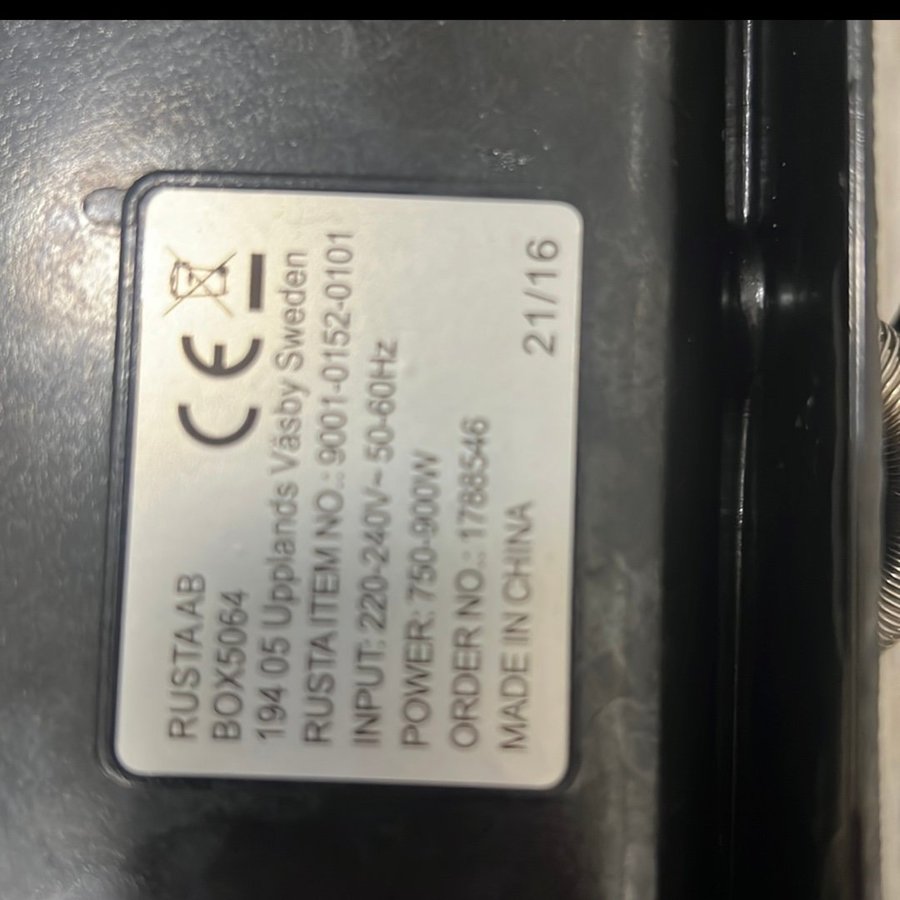 RUSTA AB
BOX5064
194 05 Upplands Väsby Sweden
RUSTA ITEM NO.: 9001-0152-0101
INPUT: 220-240V~ 50-60Hz
POWER: 750-900W
ORDER NO.: 1788546
MADE IN CHINA
21/16
CE